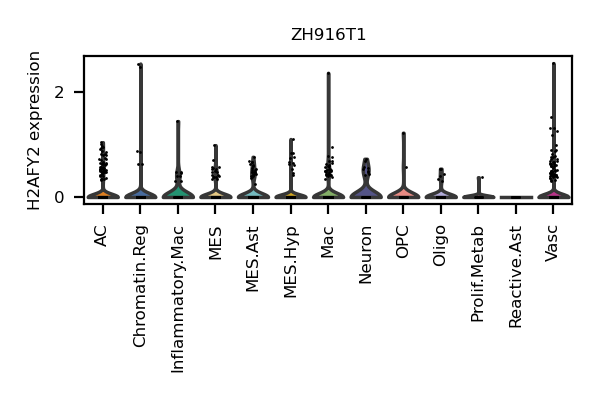 ZH916T1
H2AFY2 expression
2
0
AC
Chromatin.Reg
Inflammatory.Mac
MES
MES.Ast
MES.Hyp
Mac
Neuron
OPC
Oligo
Prolif.Metab
Reactive.Ast
Vasc